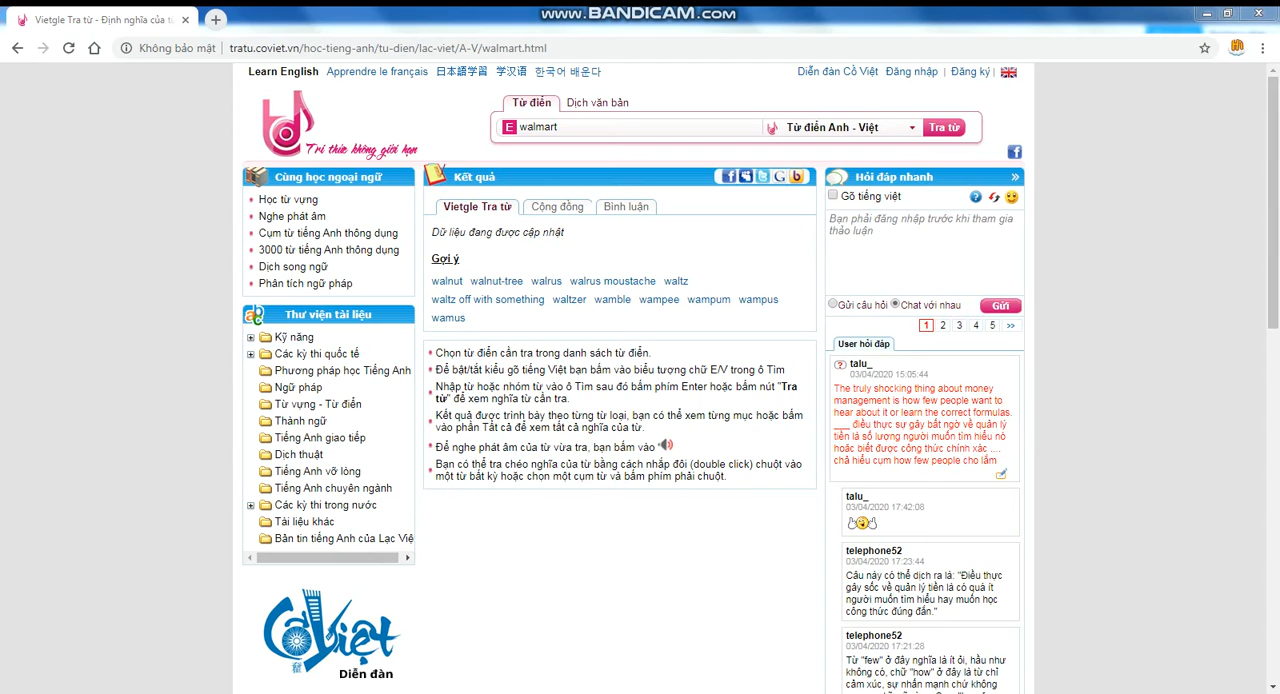 www.BANDICAM.com
Vietgle Tra từ - Định nghĩa của từ
Không bảo mật | tratu.coviet.vn/hoc-tieng-anh/tu-dien/lac-viet/A-V/walmart.html
Learn English Apprendre le français 日本語学習 学汉语 한국어 배운다
Diễn đàn Cồ Việt Đăng nhập | Đăng ký |
Tri thức không giới hạn
Từ điển Dịch văn bản
E walmart Từ điển Anh - Việt Tra từ
Cùng học ngoại ngữ
Học từ vựng
Nghe phát âm
Cụm từ tiếng Anh thông dụng
3000 từ tiếng Anh thông dụng
Dịch song ngữ
Phân tích ngữ pháp
Thư viện tài liệu
Kỹ năng
Các kỳ thi quốc tế
Phương pháp học Tiếng Anh
Ngữ pháp
Từ vựng - Từ điển
Thành ngữ
Tiếng Anh giao tiếp
Dịch thuật
Tiếng Anh vỡ lòng
Tiếng Anh chuyên ngành
Các kỳ thi trong nước
Tài liệu khác
Bản tin tiếng Anh của Lạc Việ
Cồ Việt
Diễn đàn
Kết quả
Vietgle Tra từ Cộng đồng Bình luận
Dữ liệu đang được cập nhật
Gợi ý
walnut walnut-tree walrus walrus moustache waltz
waltz off with something waltzer wamble wampee wampum wampus
wamus
Chọn từ điển cần tra trong danh sách từ điển.
Để bật/tắt kiểu gõ tiếng Việt bạn bấm vào biểu tượng chữ E/V trong ô Tìm
Nhập từ hoặc nhóm từ vào ô Tìm sau đó bấm phím Enter hoặc bấm nút "Tra
từ" để xem nghĩa từ cần tra.
Kết quả được trình bày theo từng từ loại, bạn có thể xem từng mục hoặc bấm
vào phần Tất cả để xem tất cả nghĩa của từ.
Để nghe phát âm của từ vừa tra, bạn bấm vào
Bạn có thể tra chéo nghĩa của từ bằng cách nhấp đôi (double click) chuột vào
một từ bất kỳ hoặc chọn một cụm từ và bấm phím phải chuột.
Hỏi đáp nhanh »
Gõ tiếng việt
Bạn phải đăng nhập trước khi tham gia
thảo luận
Gửi câu hỏi Chat với nhau Gửi
1 2 3 4 5 >>
User hỏi đáp
talu_
03/04/2020 15:05:44
The truly shocking thing about money
management is how few people want to
hear about it or learn the correct formulas.
___ điều thực sự gây bất ngờ về quản lý
tiền là số lượng người muốn tìm hiểu nó
hoặc biết được công thức chính xác ....
chả hiểu cụm how few people cho lắm
talu_
03/04/2020 17:42:08
telephone52
03/04/2020 17:23:44
Câu này có thể dịch ra là: "Điều thực
gây sốc về quản lý tiền là có quá ít
người muốn tìm hiểu hay muốn học
công thức đúng đắn."
telephone52
03/04/2020 17:21:28
Từ "few" ở đây nghĩa là ít ỏi, hầu như
không có, chữ "how" ở đây là từ chỉ
cảm xúc, sự nhấn mạnh chứ không